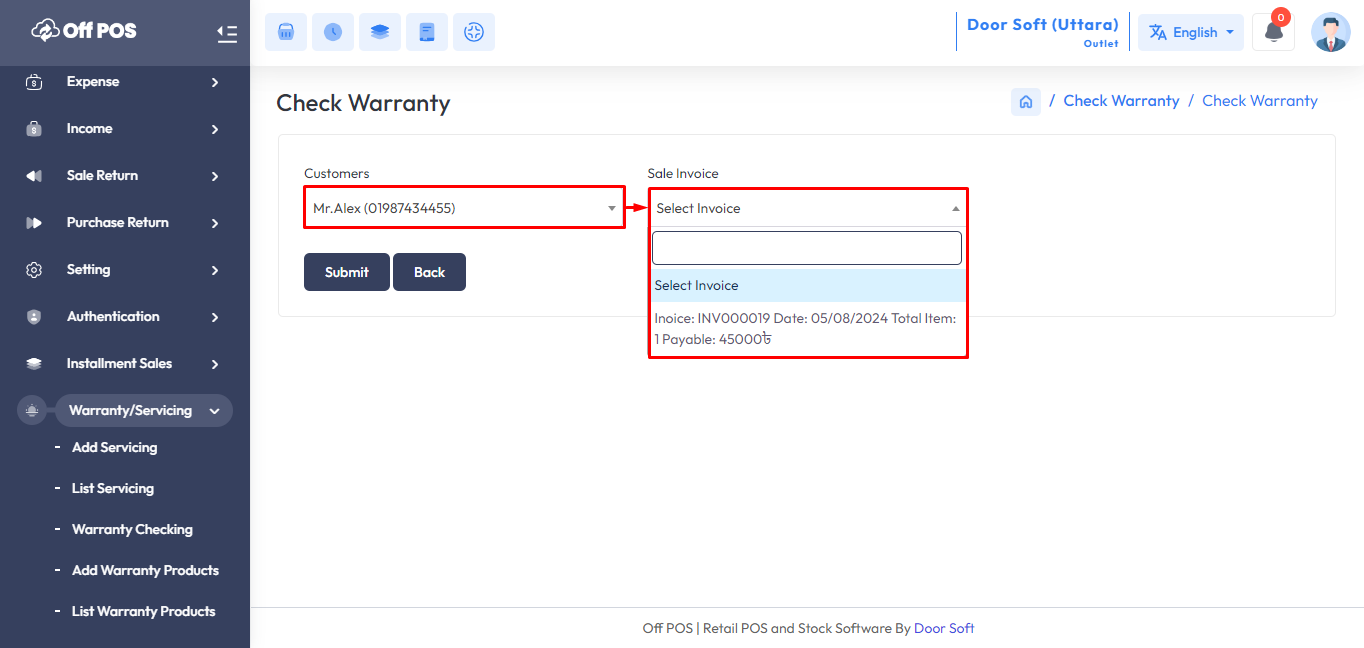 Off POS
Door Soft (Uttara)
Outlet
English
0
Expense
Income
Sale Return
Purchase Return
Setting
Authentication
Installment Sales
Warranty/Servicing
- Add Servicing
- List Servicing
- Warranty Checking
- Add Warranty Products
- List Warranty Products
Check Warranty
/ Check Warranty / Check Warranty
Customers
Mr.Alex (01987434455)
Submit
Back
Sale Invoice
Select Invoice
Select Invoice
Inoice: INV000019 Date: 05/08/2024 Total Item:
1 Payable: 45000৳
Off POS | Retail POS and Stock Software By Door Soft